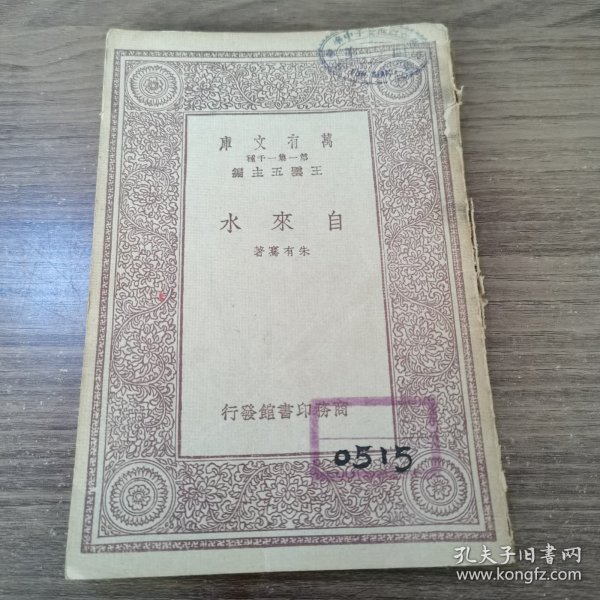 萬有文庫
第一集一千種
王雲五主編
自來水
朱有騫著
商務印書館發行
0515
孔夫子旧书网
www.kongfz.com